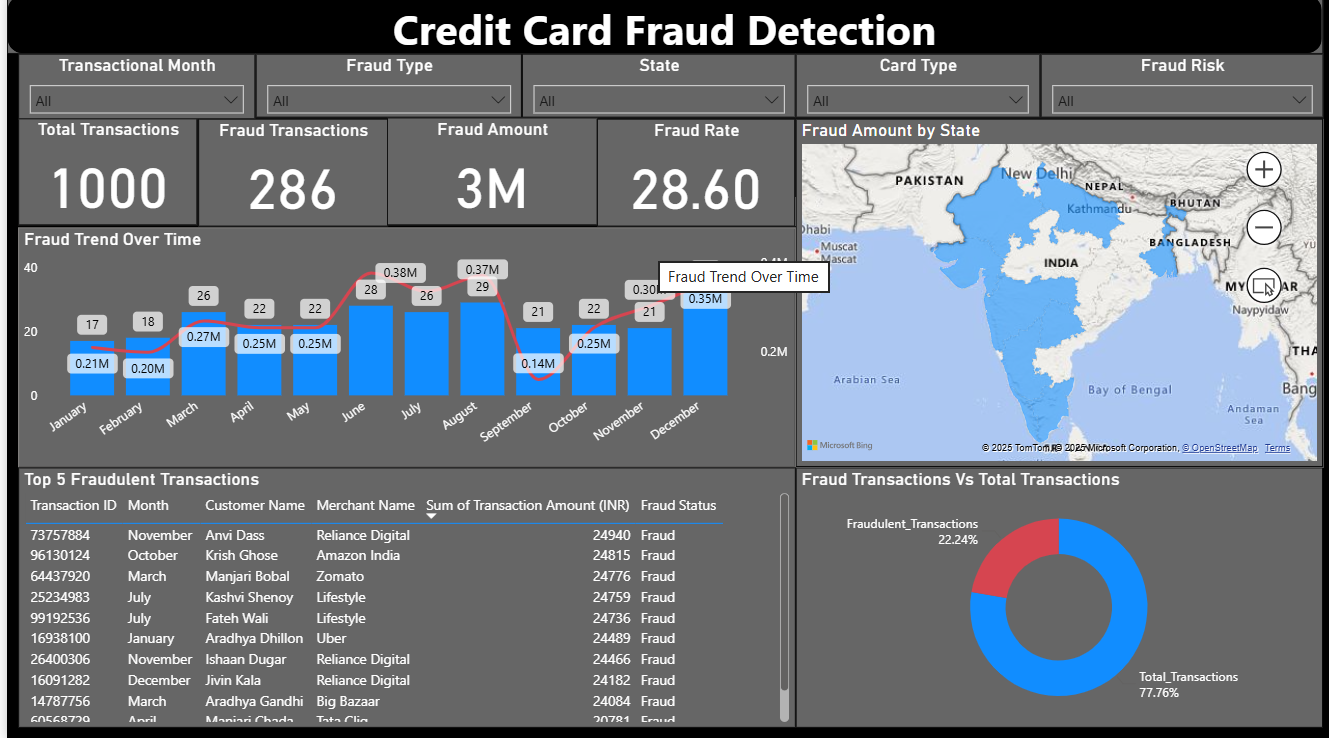 Credit Card Fraud Detection
Transactional Month
All
Fraud Type
All
State
All
Card Type
All
Fraud Risk
All
Total Transactions
1000
Fraud Transactions
286
Fraud Amount
3M
Fraud Rate
28.60
Fraud Trend Over Time
40
20
0
0.2M
17
18
26
22
22
28
26
29
21
22
21
0.21M
0.20M
0.27M
0.25M
0.25M
0.38M
0.37M
0.14M
0.25M
0.35M
January
February
March
April
May
June
July
August
September
October
November
December
Fraud Trend Over Time
Fraud Amount by State
PAKISTAN
New Delhi
NEPAL
Kathmandu
BHUTAN
BANGLADESH
Dhabi
Muscat
Mascat
INDIA
Naypyidaw
Arabian Sea
Bay of Bengal
Andaman
Sea
Microsoft Bing
© 2025 TomTom, © 2025 Microsoft Corporation, © OpenStreetMap Terms
Top 5 Fraudulent Transactions
Transaction ID Month Customer Name Merchant Name Sum of Transaction Amount (INR) Fraud Status
73757884 November Anvi Dass Reliance Digital 24940 Fraud
96130124 October Krish Ghose Amazon India 24815 Fraud
64437920 March Manjari Bobal Zomato 24776 Fraud
25234983 July Kashvi Shenoy Lifestyle 24759 Fraud
99192536 July Fateh Wali Lifestyle 24736 Fraud
16938100 January Aradhya Dhillon Uber 24489 Fraud
26400306 November Ishaan Dugar Reliance Digital 24466 Fraud
16091282 December Jivin Kala Reliance Digital 24182 Fraud
14787756 March Aradhya Gandhi Big Bazaar 24084 Fraud
60568729 April Manjari Chada Tata Cliq 20781 Fraud
Fraud Transactions Vs Total Transactions
Fraudulent_Transactions
22.24%
Total_Transactions
77.76%